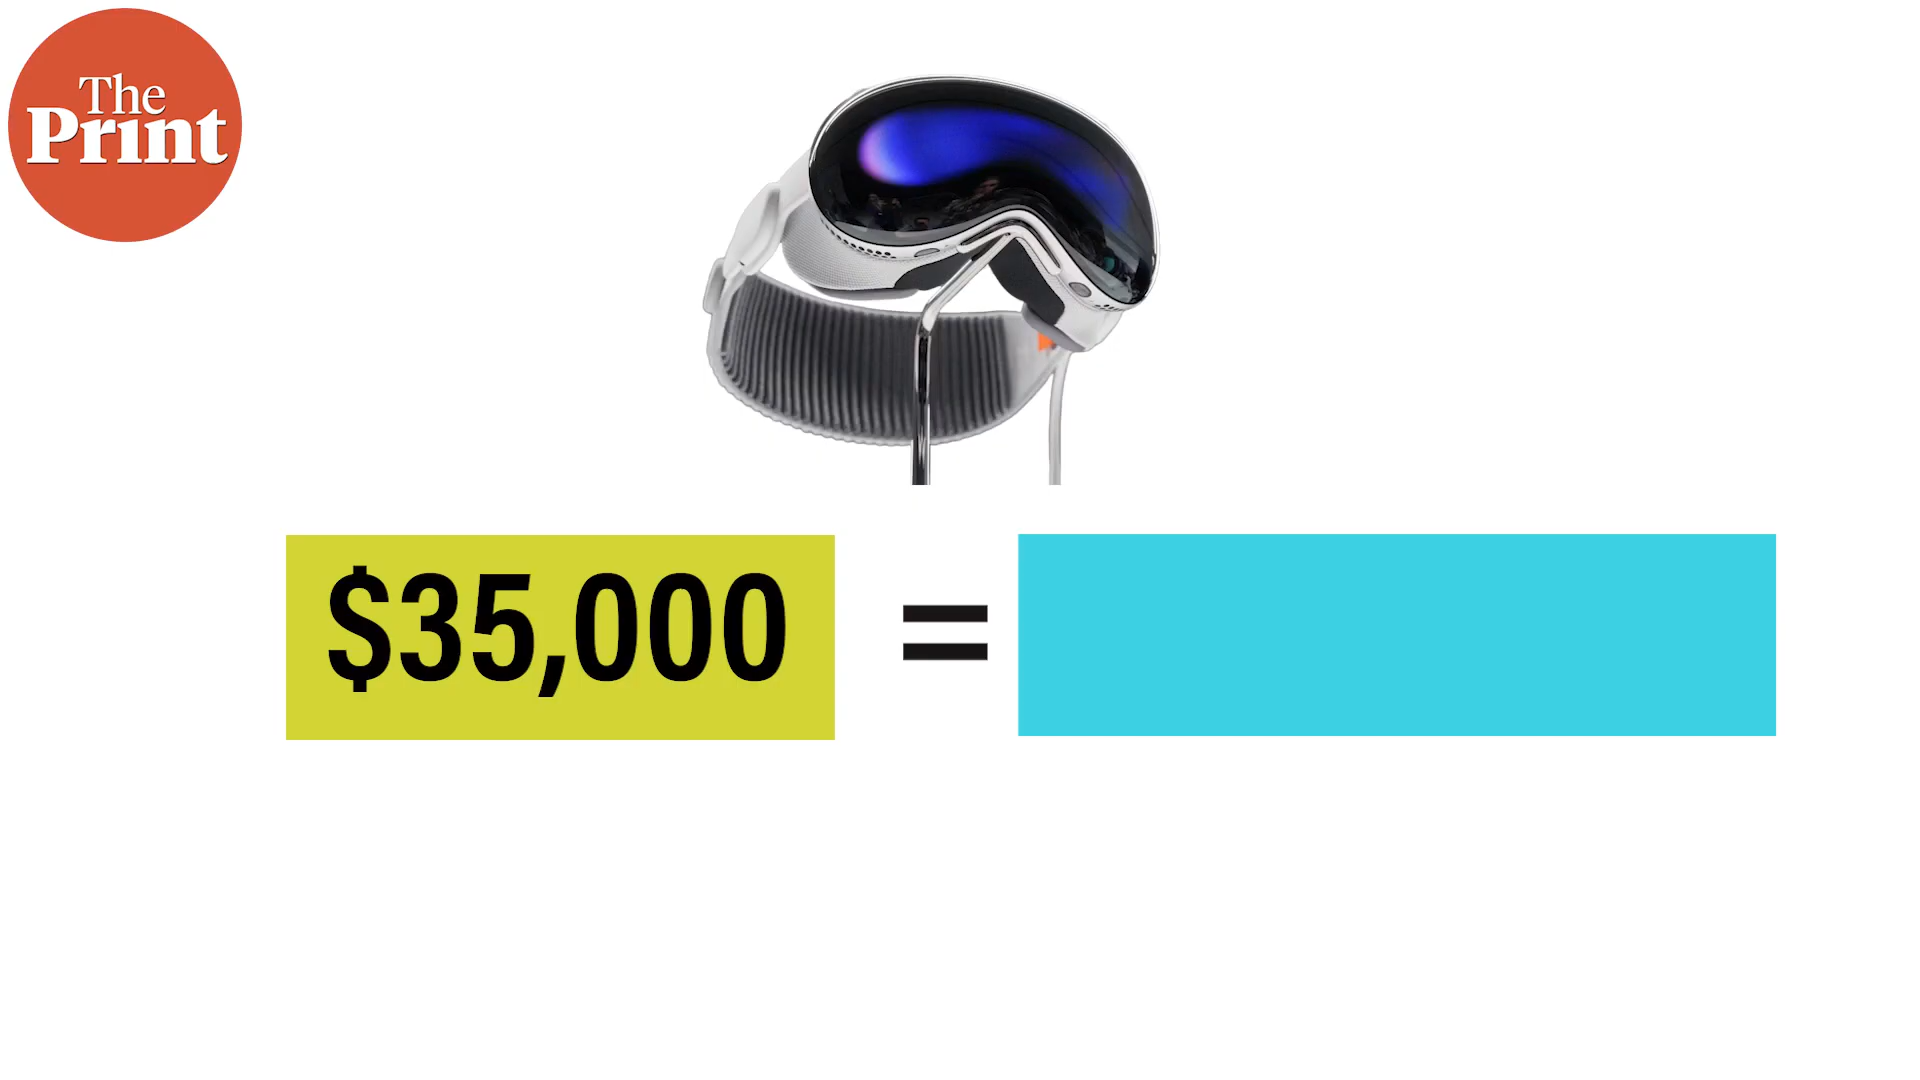 The
Print
$35,000 =